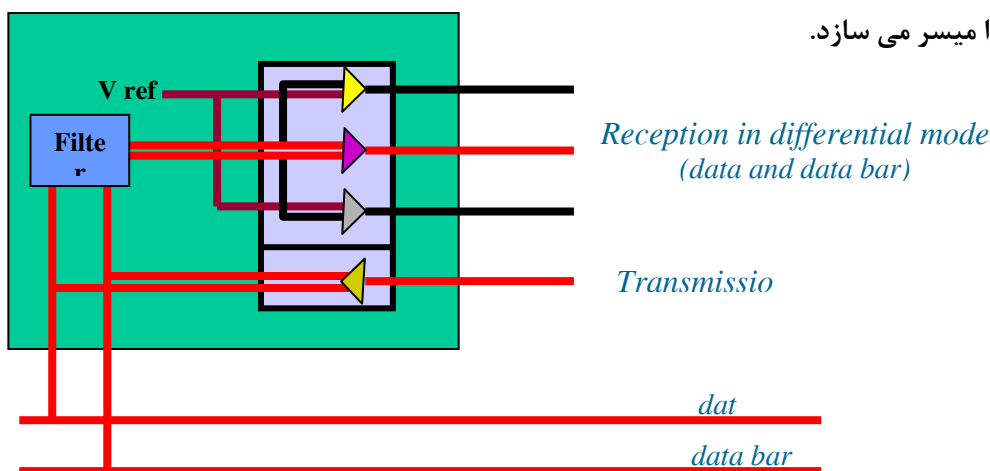 ا میسر می سازد.
V ref
Filte
r
Reception in differential mode
(data and data bar)
Transmissio
dat
data bar